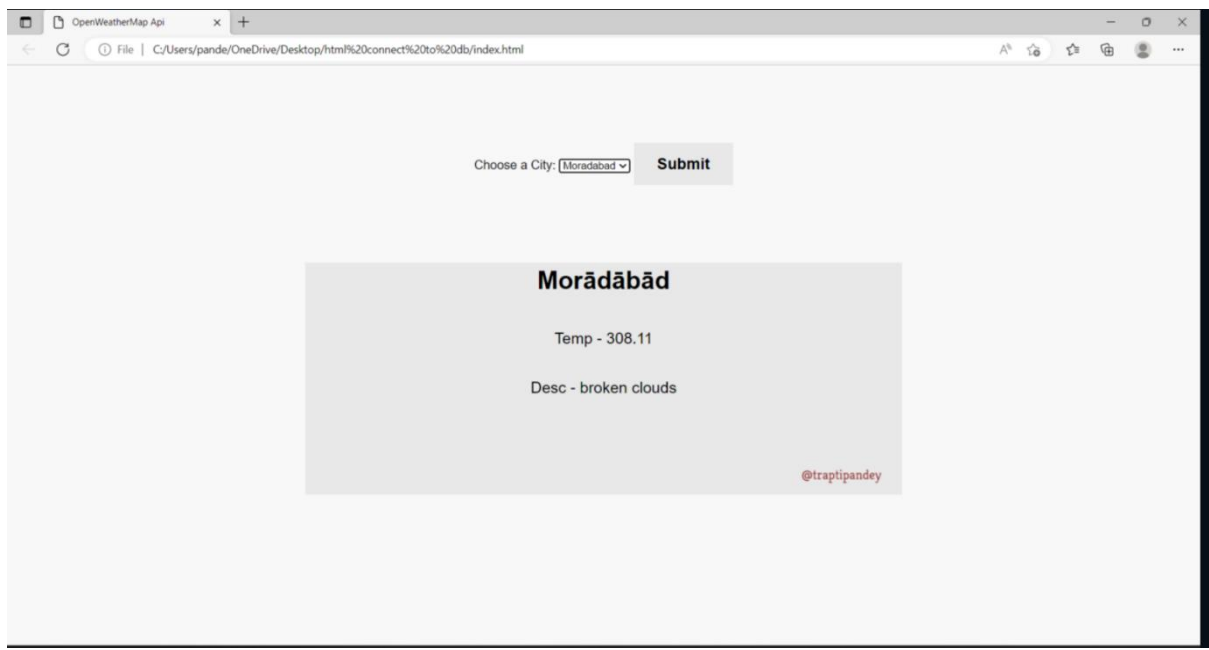 OpenWeatherMap Api
File | C:/Users/pande/OneDrive/Desktop/html%20connect%20to%20db/index.html
Choose a City: Moradabad Submit
Morādābād
Temp - 308.11
Desc - broken clouds
@traptipandey